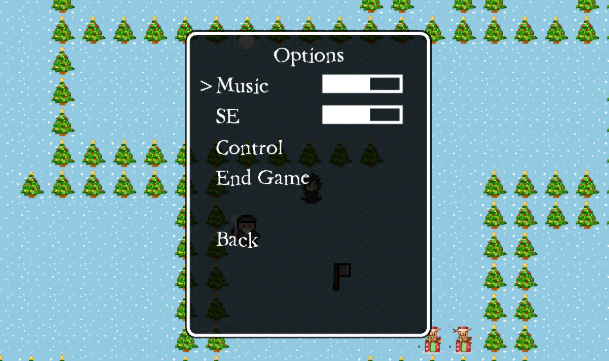 Options
> Music
SE
Control
End Game
Back